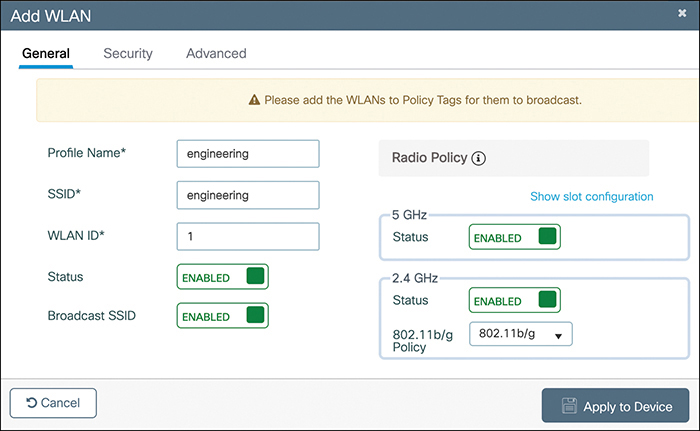 Add WLAN
General Security Advanced
Please add the WLANs to Policy Tags for them to broadcast.
Profile Name* engineering
SSID* engineering
WLAN ID* 1
Status ENABLED
Broadcast SSID ENABLED
Radio Policy
Show slot configuration
5 GHz
Status ENABLED
2.4 GHz
Status ENABLED
802.11b/g
Policy
802.11b/g
Cancel
Apply to Device